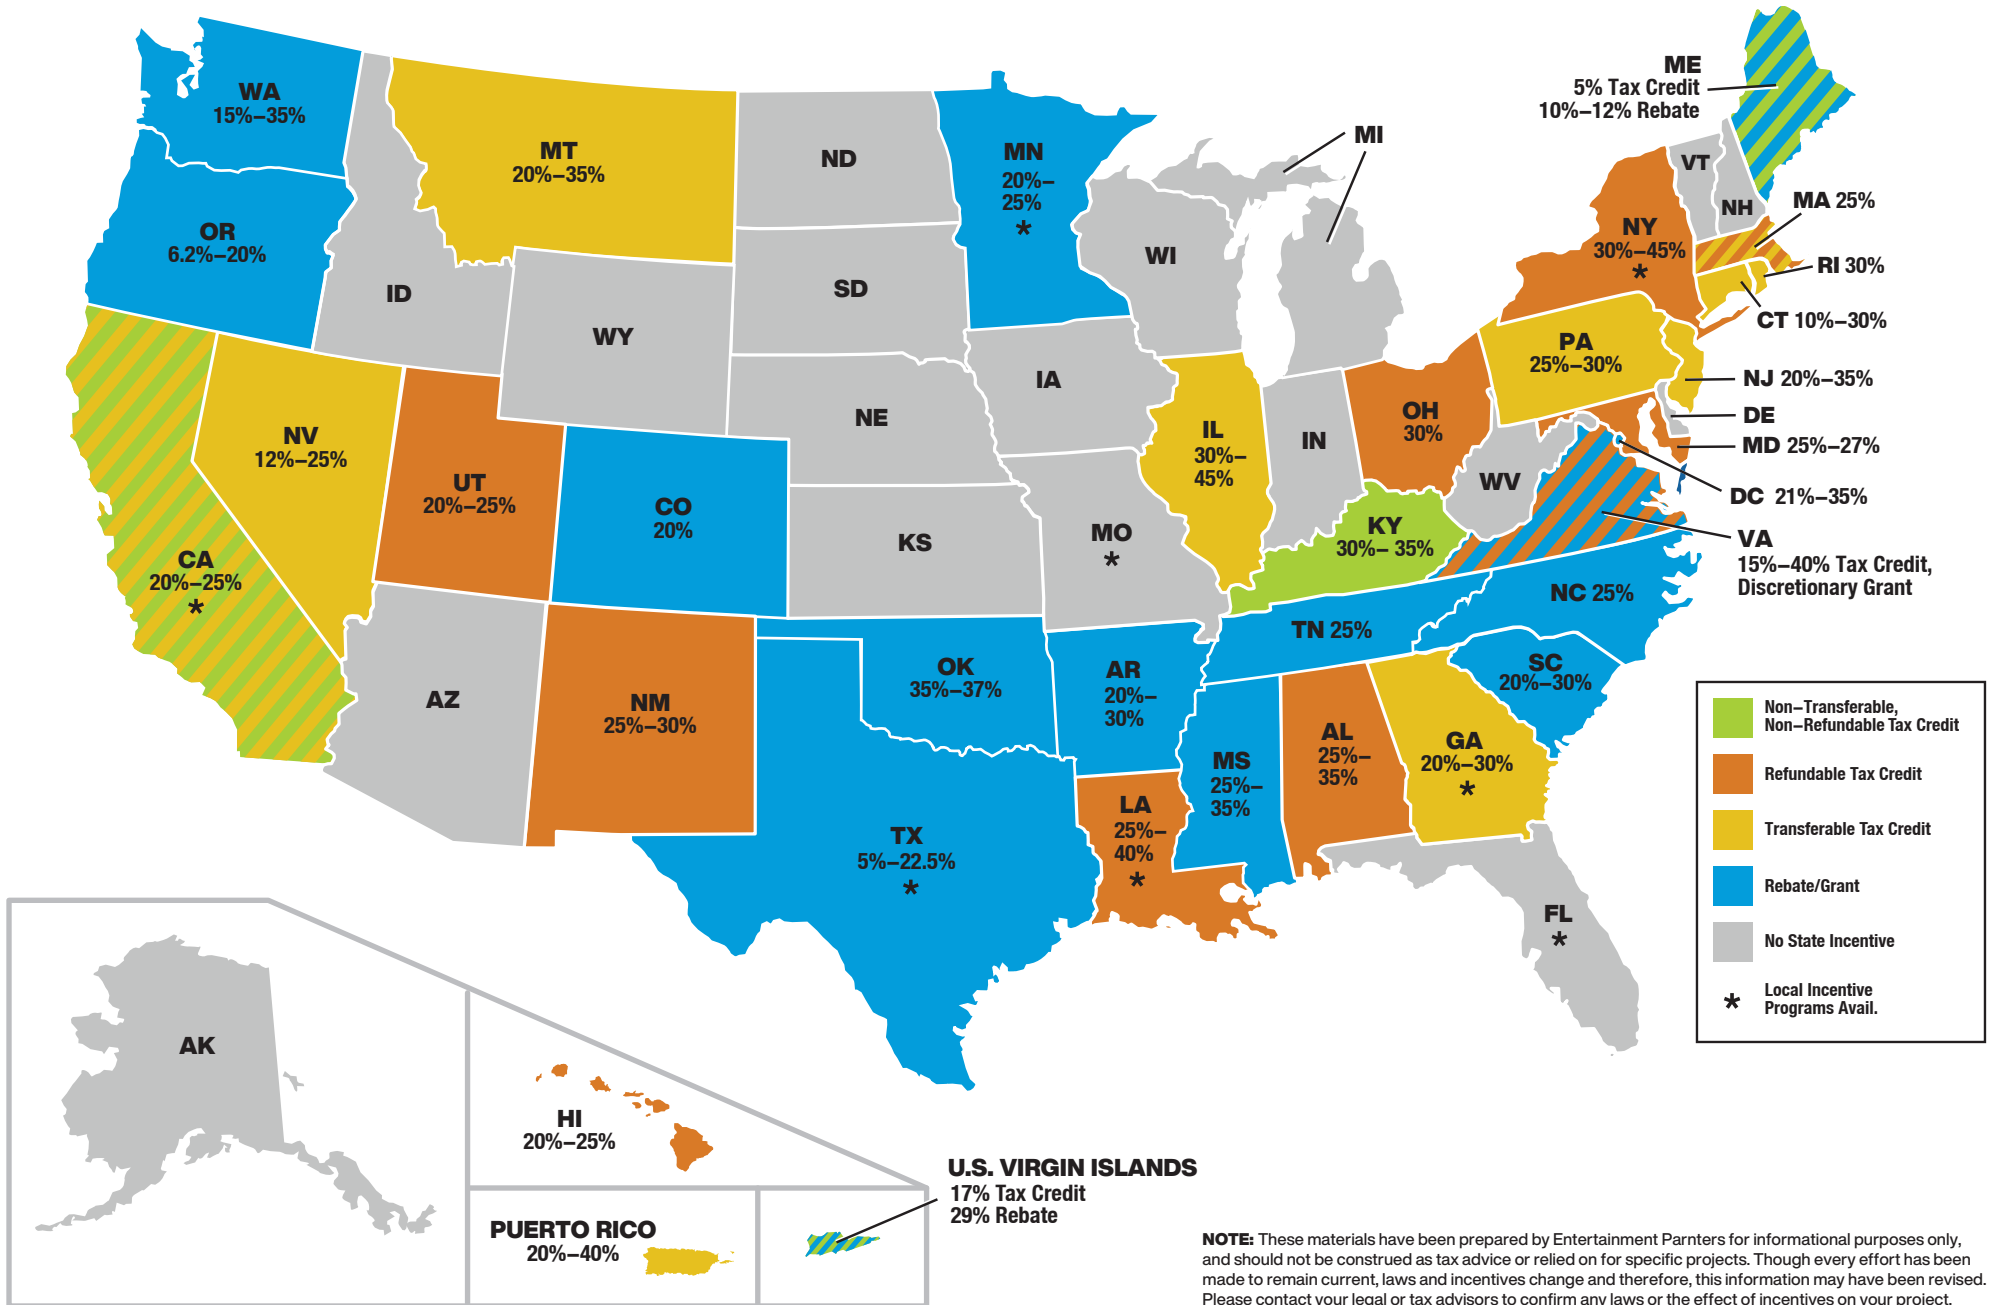 WA
15%–35%
OR
6.2%–20%
MT
20%–35%
ID
WY
ND
SD
NE
KS
MN
20%–
25%
*
WI
MI
IA
MO
*
IL
30%–
45%
IN
OH
30%
KY
30%– 35%
WV
NV
12%–25%
UT
20%–25%
CO
20%
CA
20%–25%
*
AZ
NM
25%–30%
OK
35%–37%
TX
5%–22.5%
*
AR
20%–
30%
LA
25%–
40%
*
MS
25%–
35%
AL
25%–
35%
GA
20%–30%
*
FL
*
TN 25%
NC 25%
SC
20%–30%
ME
5% Tax Credit
10%–12% Rebate
VT
NH
NY
30%–45%
*
MA 25%
RI 30%
CT 10%–30%
PA
25%–30%
NJ 20%–35%
DE
MD 25%–27%
DC 21%–35%
VA
15%–40% Tax Credit,
Discretionary Grant
Non–Transferable,
Non–Refundable Tax Credit
Refundable Tax Credit
Transferable Tax Credit
Rebate/Grant
No State Incentive
* Local Incentive
Programs Avail.
AK
HI
20%–25%
PUERTO RICO
20%–40%
U.S. VIRGIN ISLANDS
17% Tax Credit
29% Rebate
NOTE: These materials have been prepared by Entertainment Parnters for informational purposes only,
and should not be construed as tax advice or relied on for specific projects. Though every effort has been
made to remain current, laws and incentives change and therefore, this information may have been revised.
Please contact your legal or tax advisors to confirm any laws or the effect of incentives on your project.